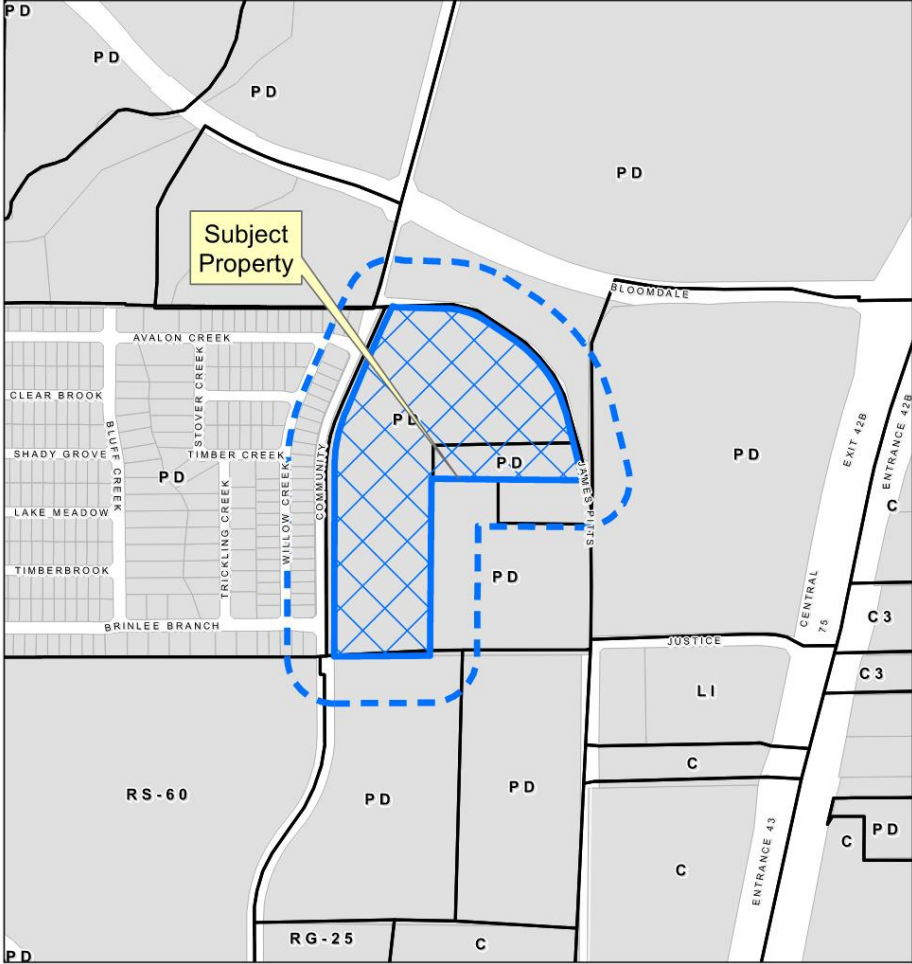 PD
PD
PD
PD
Subject
Property
BLOOMDALE
AVALON CREEK
STOVER CREEK
CLEAR BROOK
BLUFF CREEK
SHADY GROVE
TIMBER CREEK
COMMUNITY
WILLOW CREEK
TRICKLING CREEK
PD
PD
PD
PD
EXIT 42B
ENTRANCE 42B
C
JAMES PITTS
LAKE MEADOW
TIMBERBROOK
BRINLEE BRANCH
PD
CENTRAL
75
C3
JUSTICE
C3
LI
C
RS-60
PD
PD
C
ENTRANCE 43
C
PD
RG-25
C
PD